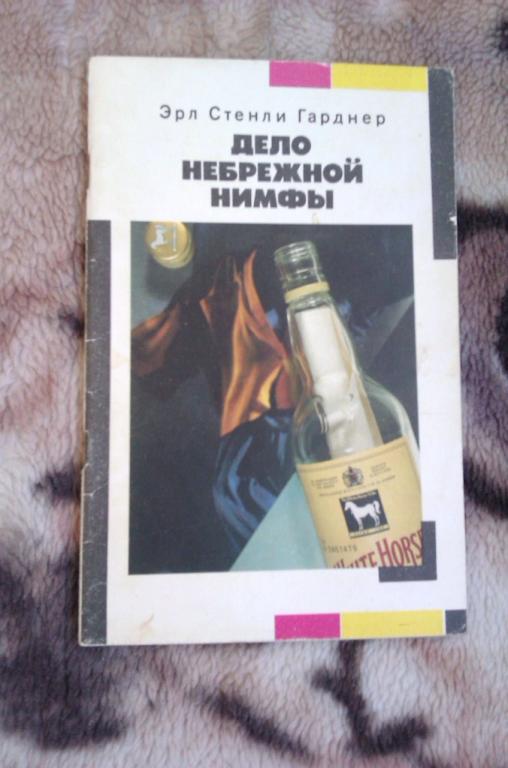 Эрл Стенли Гарднер
ДЕЛО
НЕБРЕЖНОЙ
НИМФЫ
WHITE HORSE